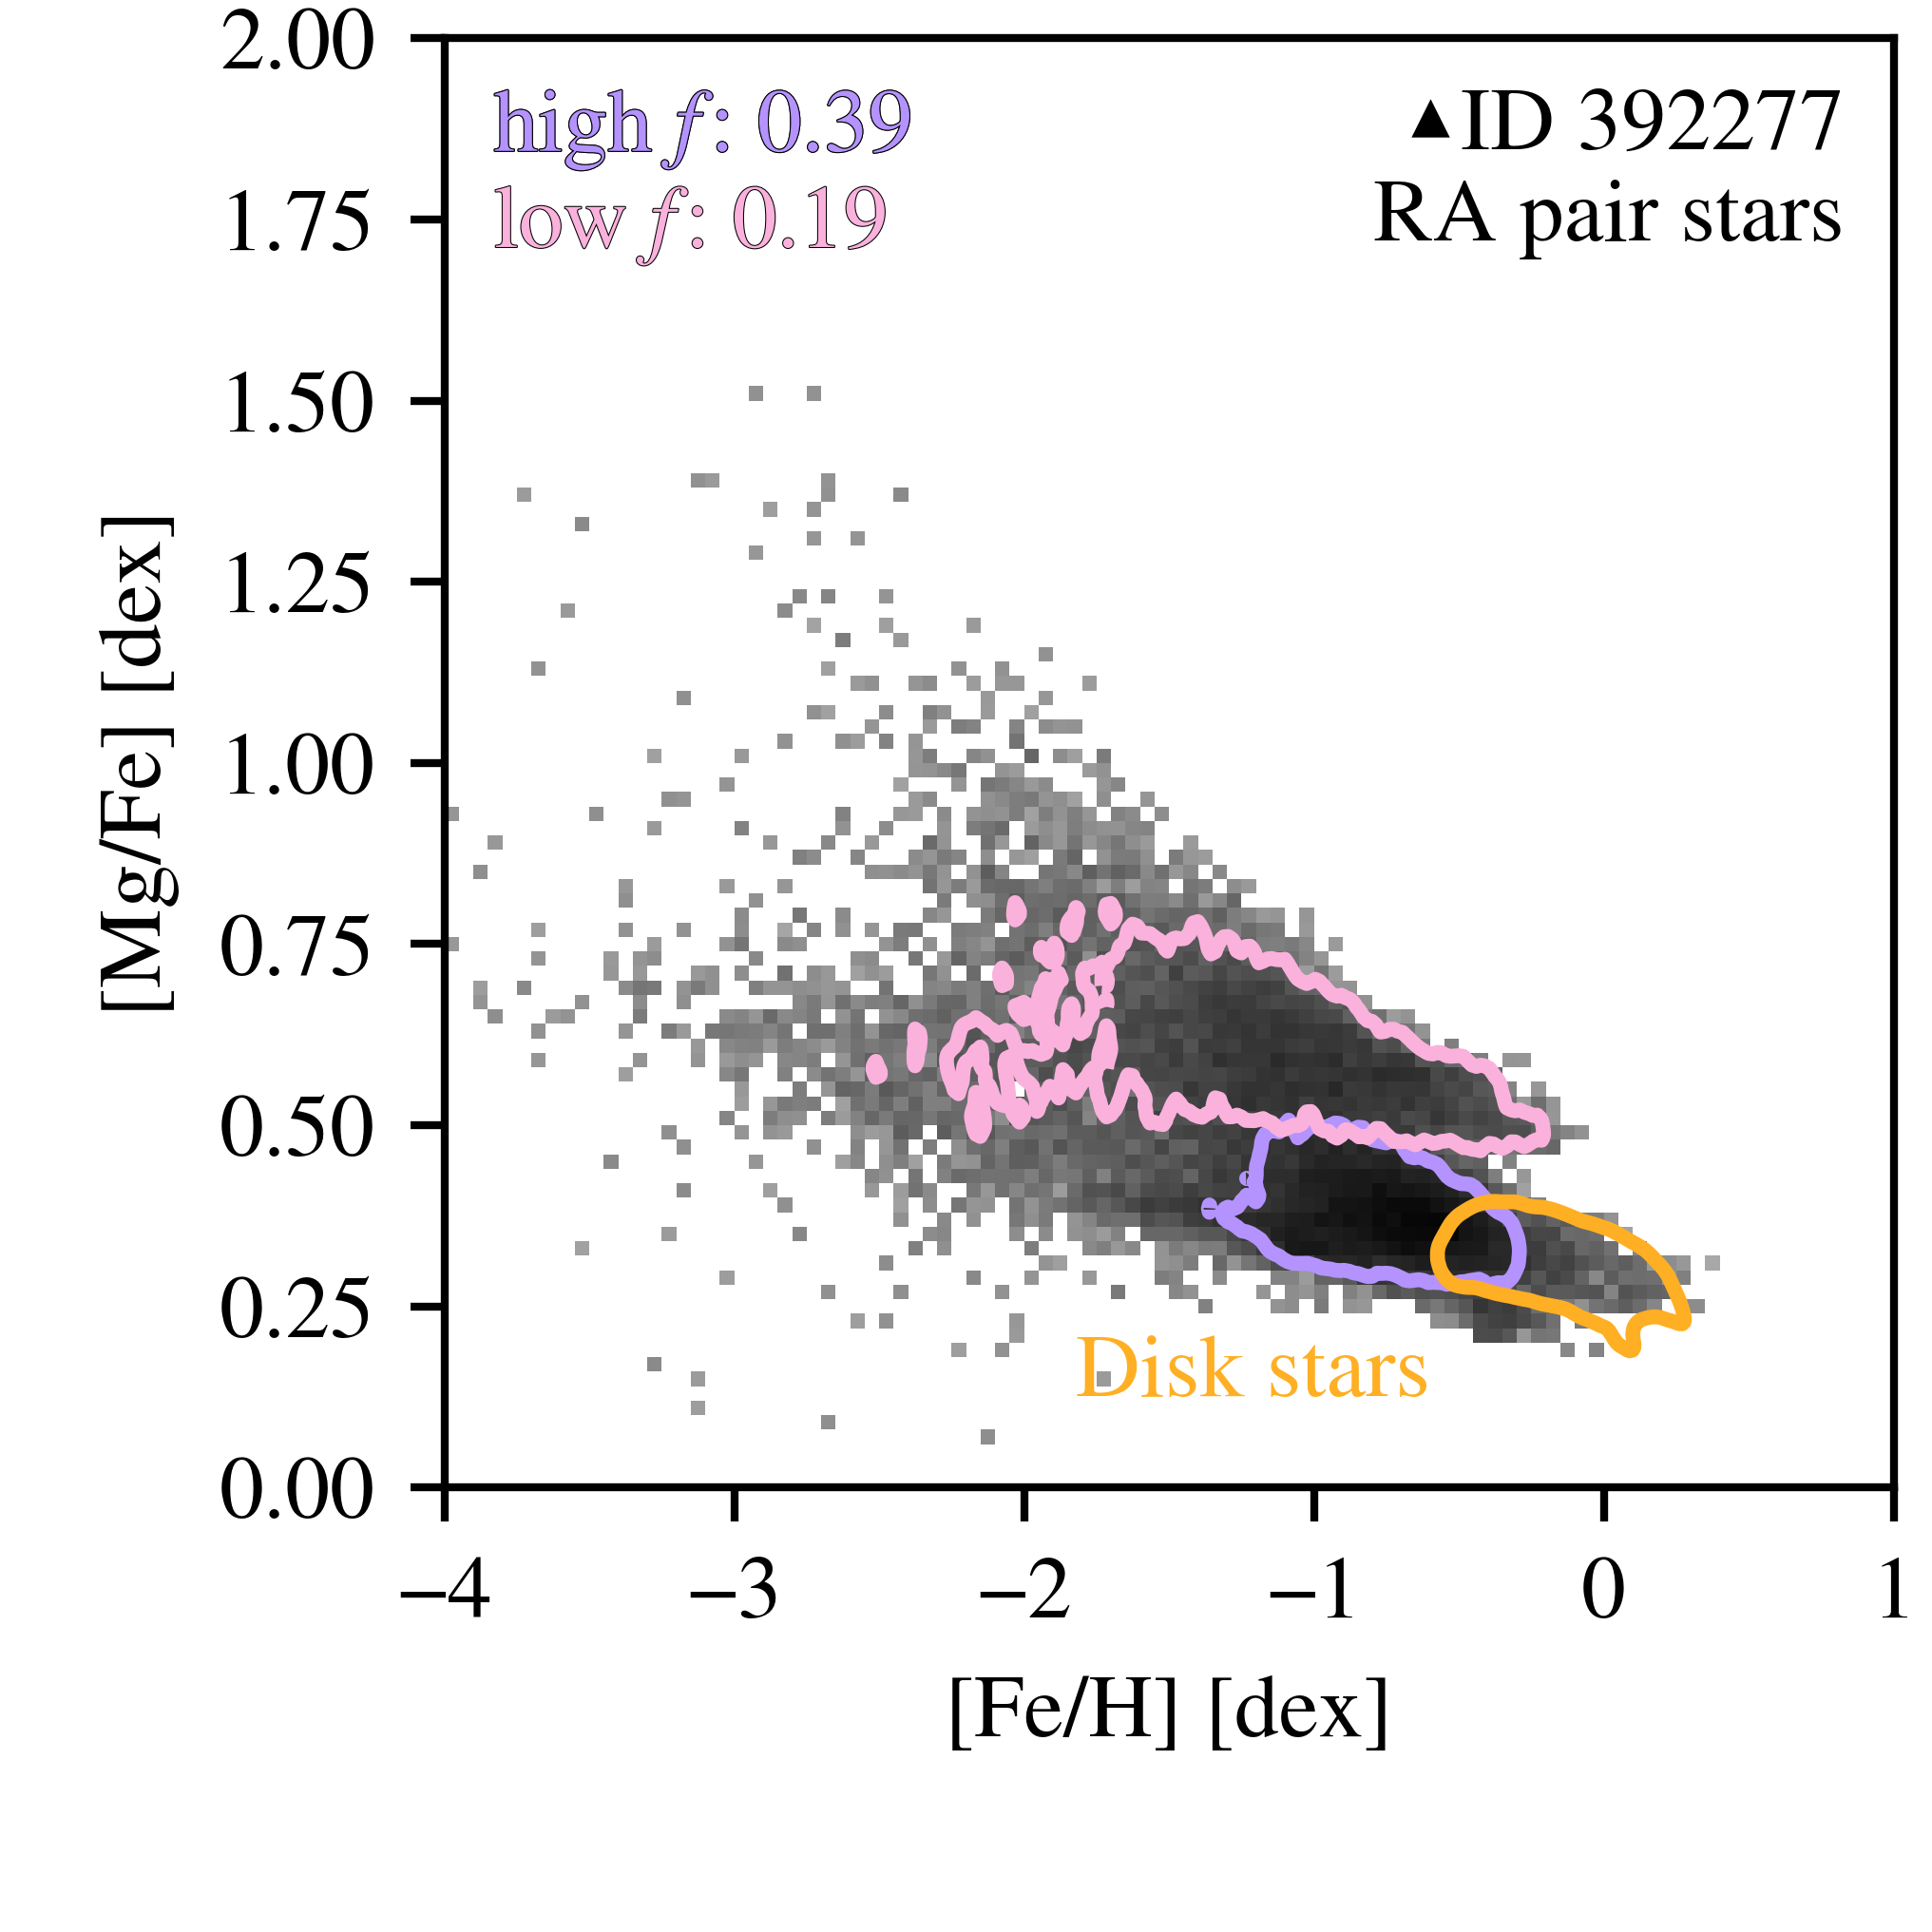 high f: 0.39
low f: 0.19
▲ID 392277
RA pair stars
2.00
1.75
1.50
1.25
1.00
0.75
0.50
0.25
0.00
[Mg/Fe] [dex]
Disk stars
−4 −3 −2 −1 0 1
[Fe/H] [dex]